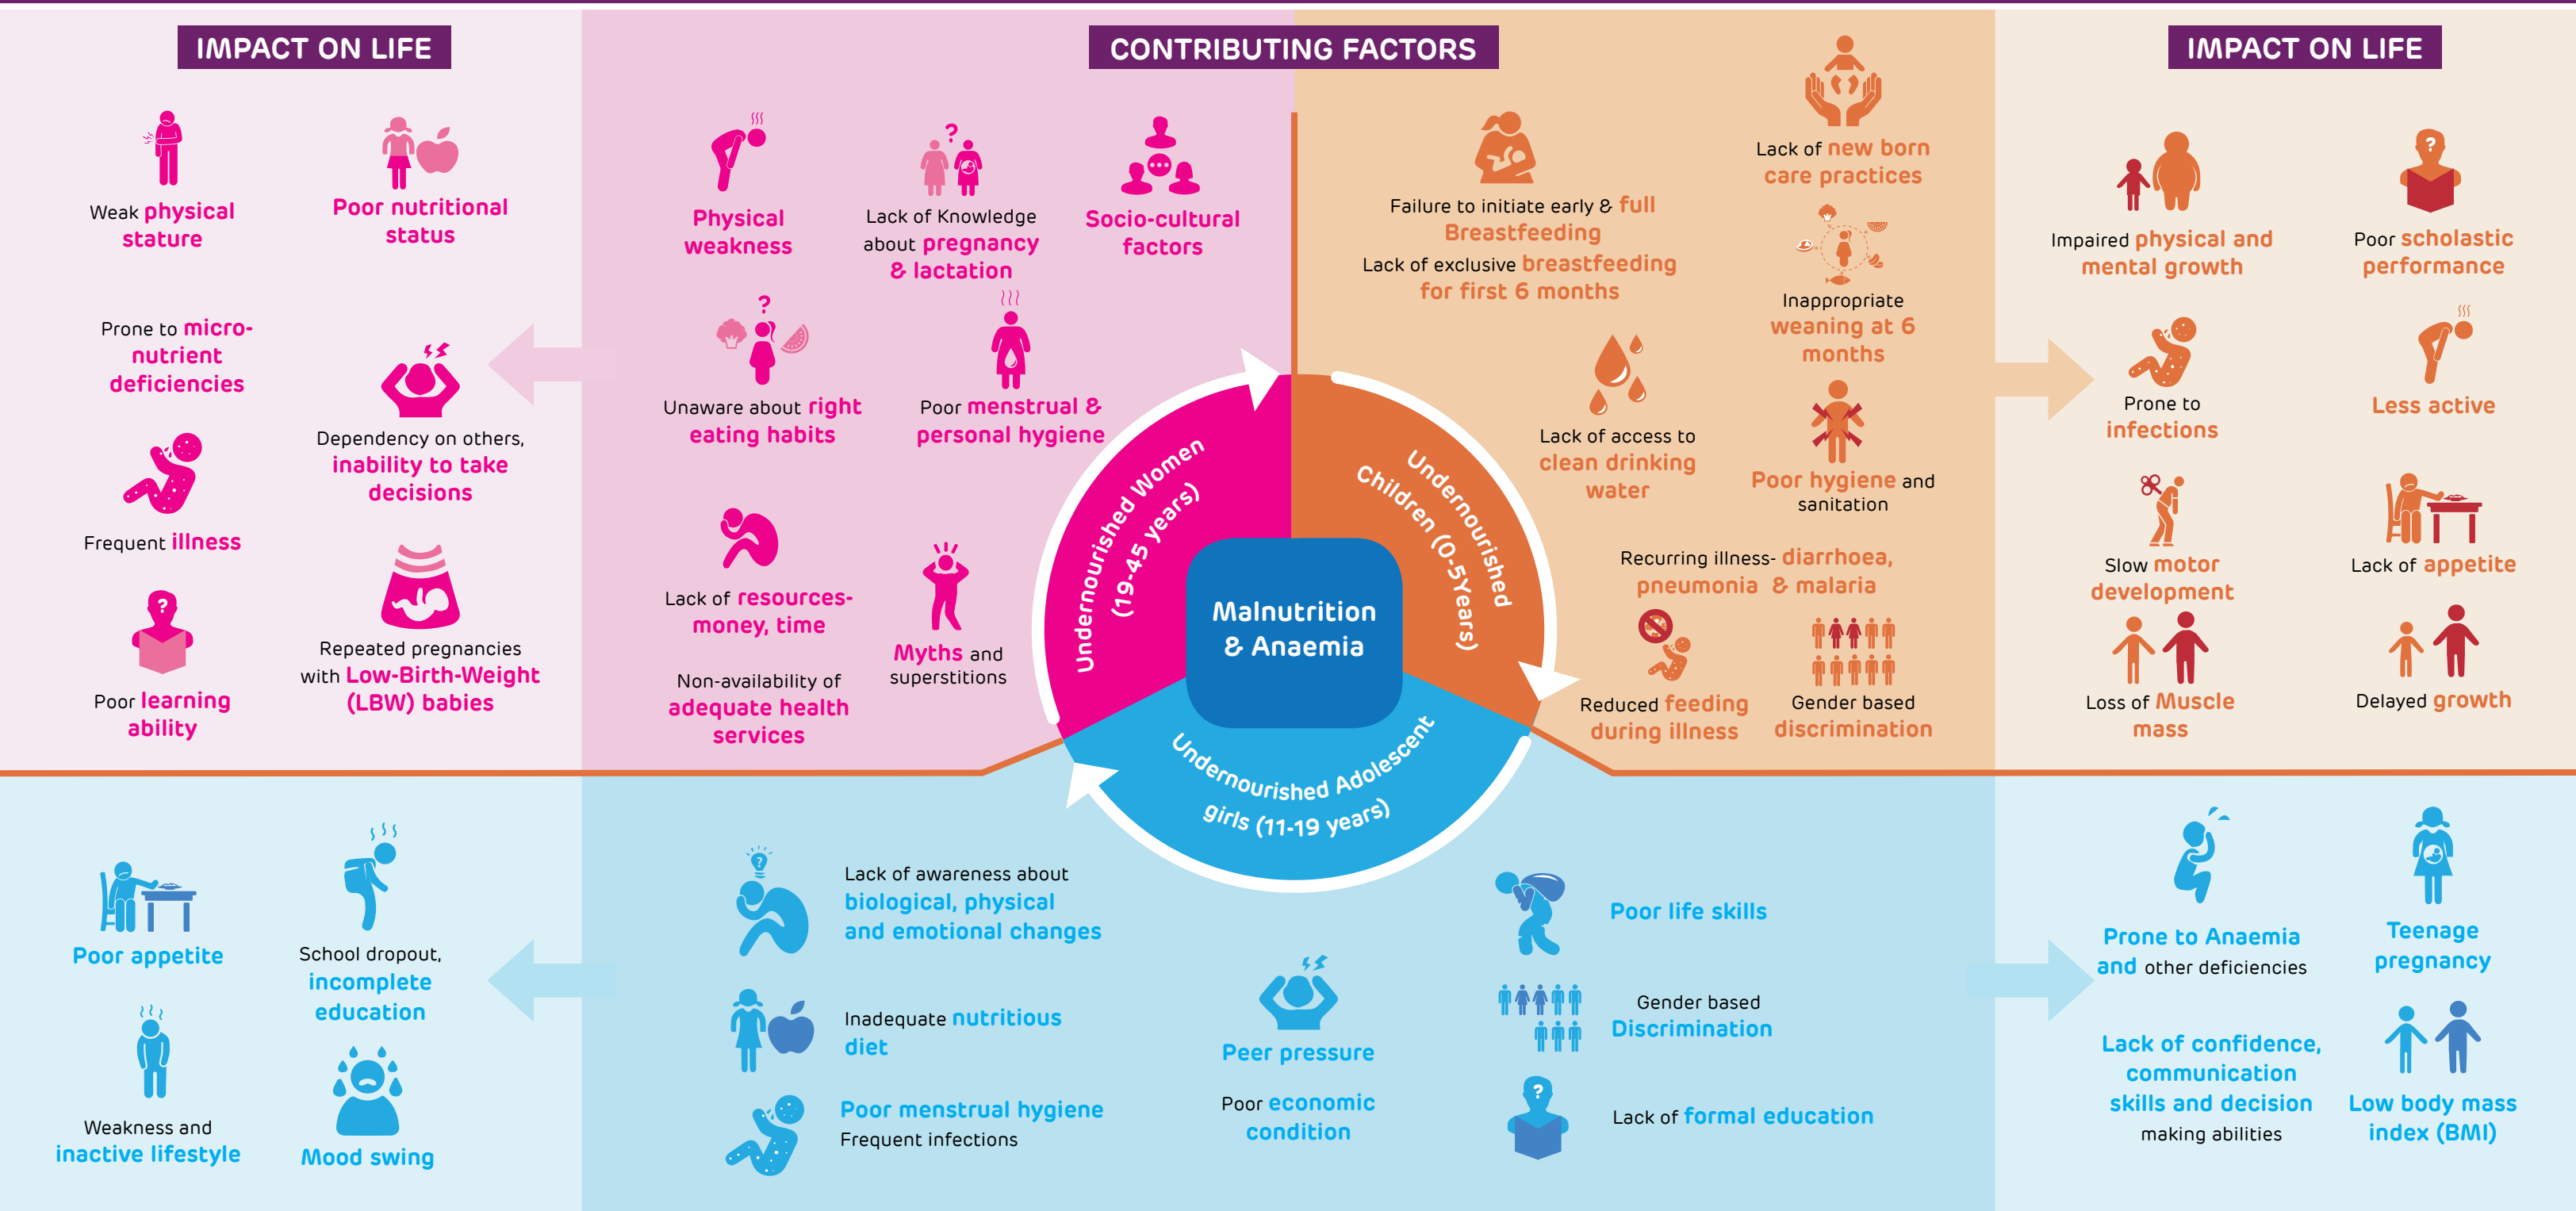 IMPACT ON LIFE
CONTRIBUTING FACTORS
IMPACT ON LIFE
Weak physical
stature
Poor nutritional
status
Prone to micro-
nutrient
deficiencies
Dependency on others,
inability to take
decisions
Frequent illness
Repeated pregnancies
with Low-Birth-Weight
(LBW) babies
Poor learning
ability
Physical
weakness
?
Lack of Knowledge
about pregnancy
& lactation
Socio-cultural
factors
?
Unaware about right
eating habits
Poor menstrual &
personal hygiene
Lack of resources-
money, time
Myths and
superstitions
Non-availability of
adequate health
services
Failure to initiate early & full
Breastfeeding
Lack of exclusive breastfeeding
for first 6 months
Lack of new born
care practices
Inappropriate
weaning at 6
months
Lack of access to
clean drinking
water
Poor hygiene and
sanitation
Recurring illness- diarrhoea,
pneumonia & malaria
Reduced feeding
during illness
Gender based
discrimination
Impaired physical and
mental growth
?
Poor scholastic
performance
Prone to
infections
Less active
Slow motor
development
Lack of appetite
Loss of Muscle
mass
Delayed growth
Undernourished Women
(19-45 years)
Undernourished
Children (0-5Years)
Malnutrition
& Anaemia
Undernourished Adolescent
girls (11-19 years)
?
Poor appetite
School dropout,
incomplete
education
Weakness and
inactive lifestyle
Mood swing
?
Lack of awareness about
biological, physical
and emotional changes
Inadequate nutritious
diet
Poor menstrual hygiene
Frequent infections
Peer pressure
Poor economic
condition
Poor life skills
Gender based
Discrimination
?
Lack of formal education
Prone to Anaemia
and other deficiencies
Teenage
pregnancy
Lack of confidence,
communication
skills and decision
making abilities
Low body mass
index (BMI)